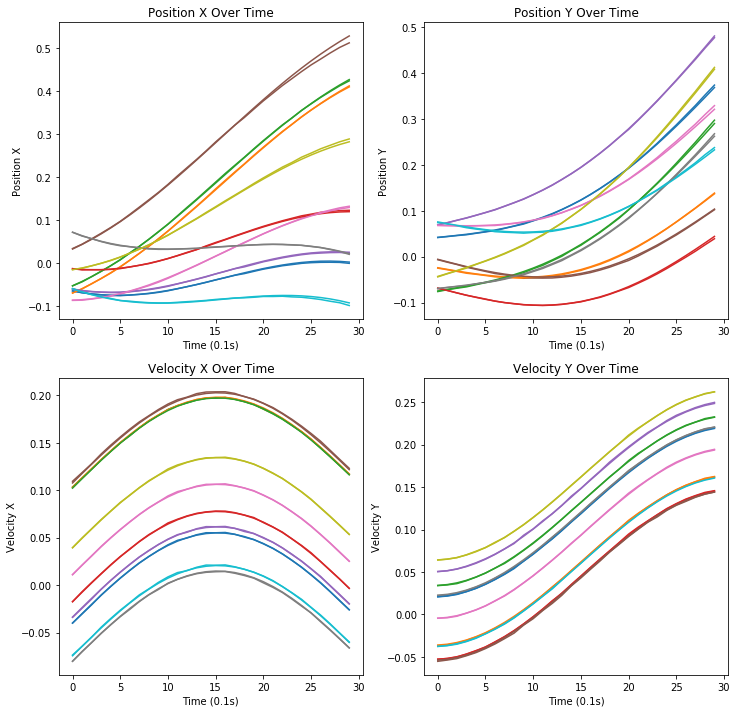 Position X Over Time
Position X
0.5
0.4
0.3
0.2
0.1
0.0
−0.1
0 5 10 15 20 25 30
Time (0.1s)
Position Y Over Time
Position Y
0.5
0.4
0.3
0.2
0.1
0.0
−0.1
0 5 10 15 20 25 30
Time (0.1s)
Velocity X Over Time
Velocity X
0.20
0.15
0.10
0.05
0.00
−0.05
0 5 10 15 20 25 30
Time (0.1s)
Velocity Y Over Time
Velocity Y
0.25
0.20
0.15
0.10
0.05
0.00
−0.05
0 5 10 15 20 25 30
Time (0.1s)